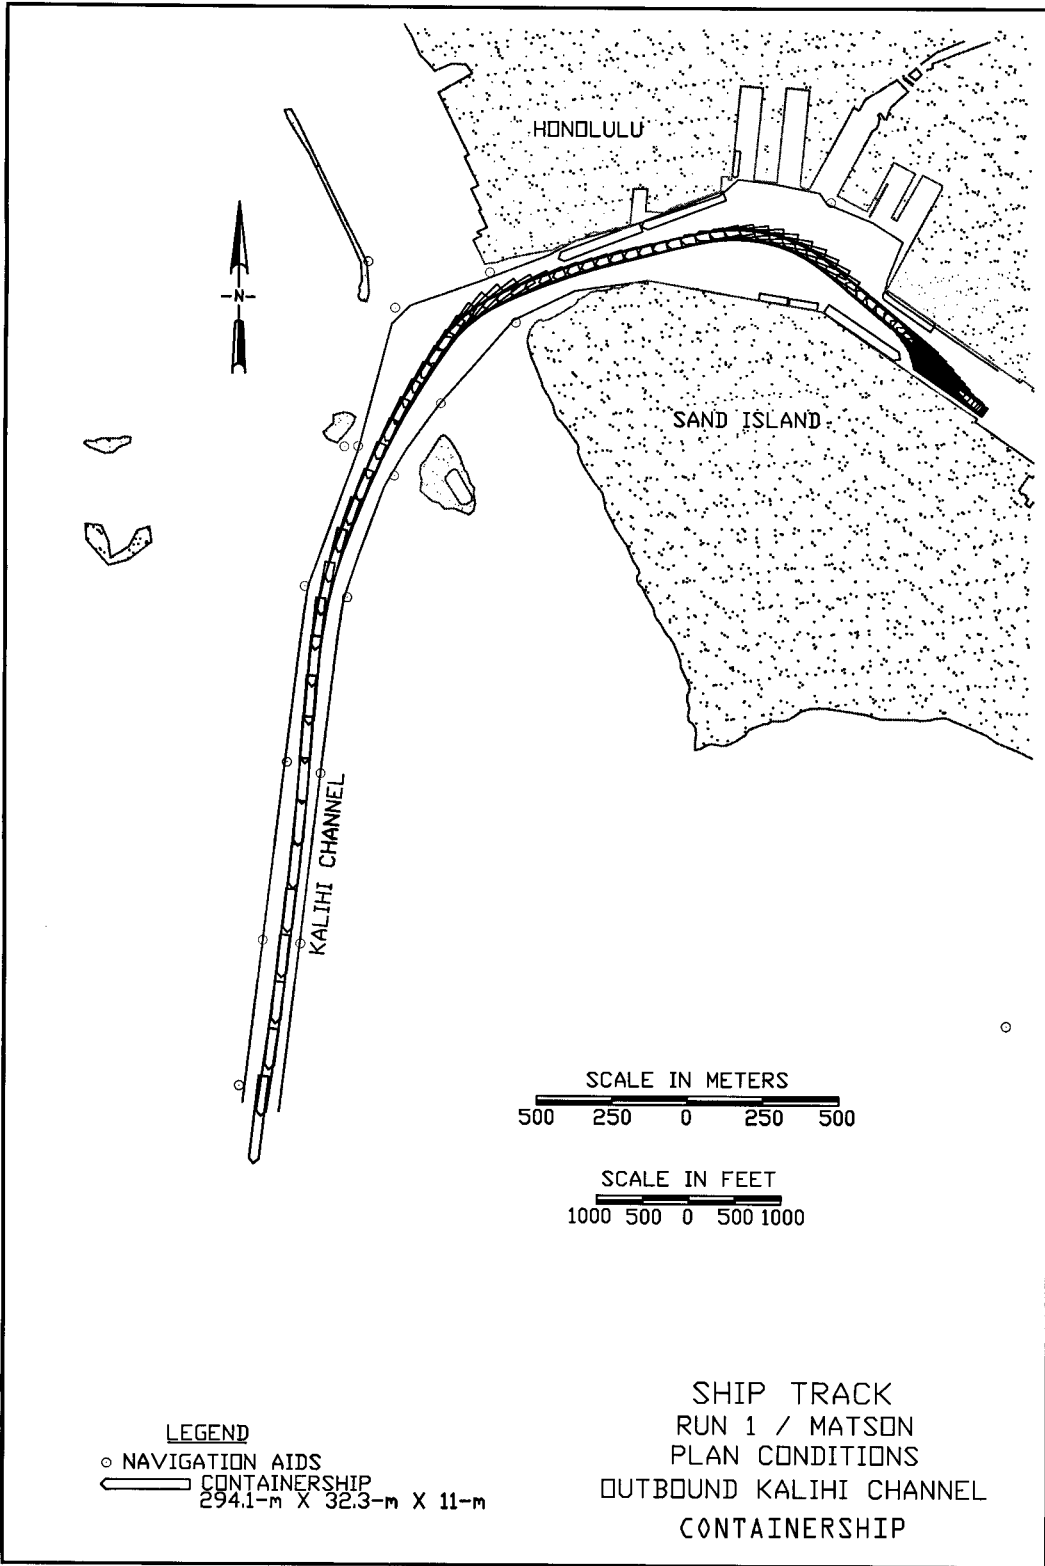 HONOLULU
-N-
SAND ISLAND
KALIHI CHANNEL
SCALE IN METERS
500 250 0 250 500
SCALE IN FEET
1000 500 0 500 1000
SHIP TRACK
RUN 1 / MATSON
PLAN CONDITIONS
OUTBOUND KALIHI CHANNEL
CONTAINERSHIP
LEGEND
NAVIGATION AIDS
CONTAINERSHIP
294.1-m X 32.3-m X 11-m